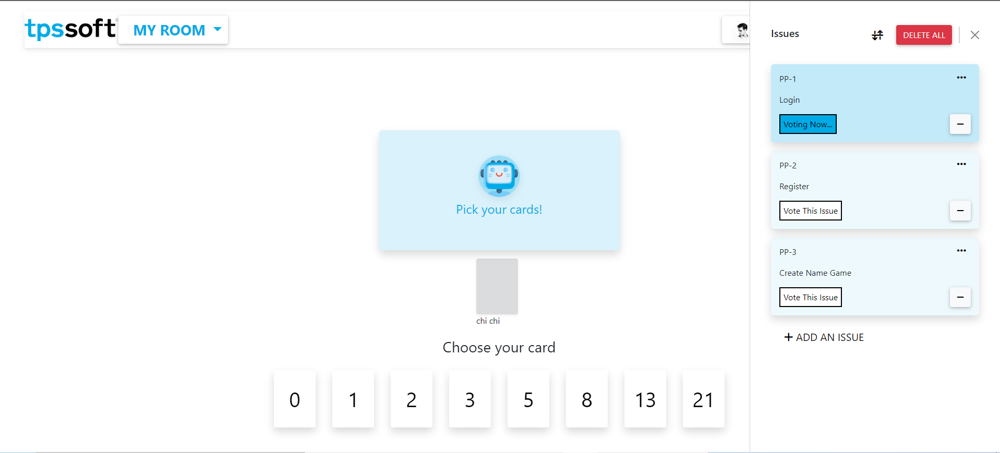 tpssoft
MY ROOM
Pick your cards!
chi chi
Choose your card
0 1 2 3 5 8 13 21
Issues
DELETE ALL
PP-1
Login
Voting Now...
PP-2
Register
Vote This Issue
PP-3
Create Name Game
Vote This Issue
ADD AN ISSUE